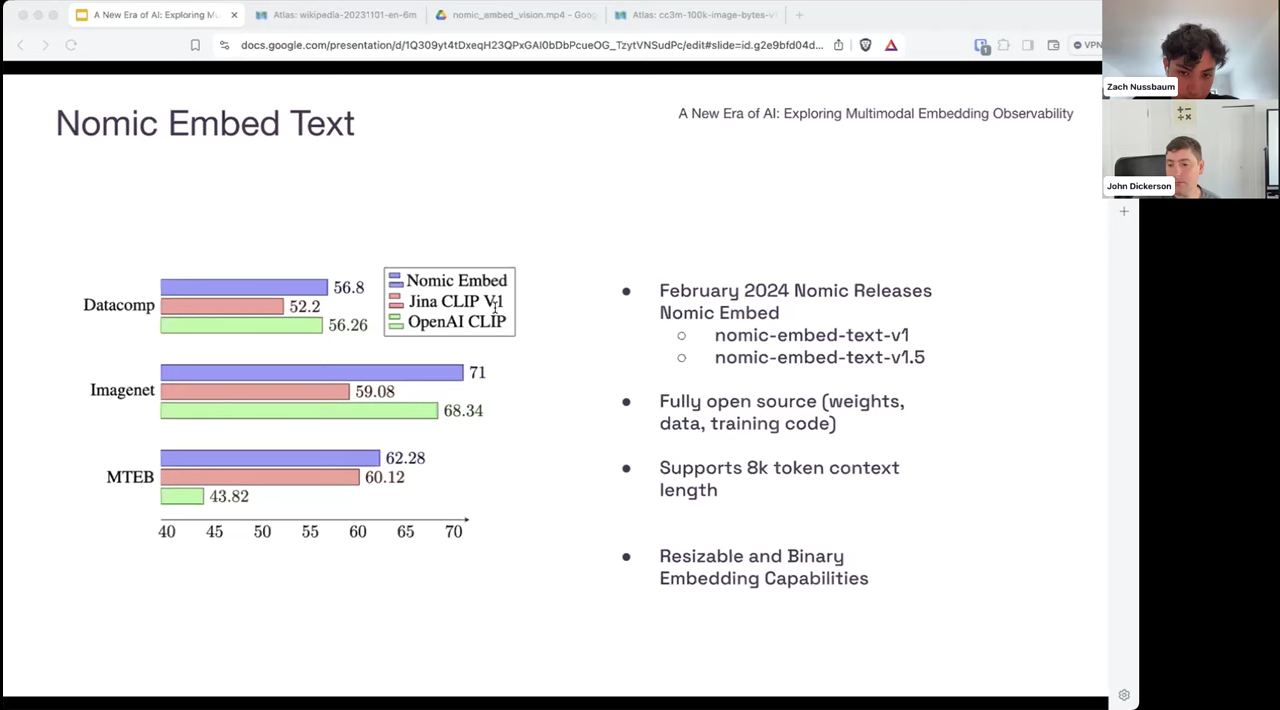 A New Era of AI: Exploring Mu
Atlas: wikipedia-20231101-en-6m
nomic_embed_vision.mp4 - Goog
Atlas: cc3m-100k-image-bytes-v
docs.google.com/presentation/d/1Q309yt4tDxeqH23QPxGAI0bDbPcueOG_TzytVNSudPc/edit#slide=id.g2e9bfd04d...
1
VPN
Zach Nussbaum
John Dickerson
Nomic Embed Text
A New Era of AI: Exploring Multimodal Embedding Observability
Nomic Embed
Jina CLIP V1
OpenAI CLIP
Datacomp
56.8
52.2
56.26
Imagenet
71
59.08
68.34
MTEB
62.28
60.12
43.82
40 45 50 55 60 65 70
● February 2024 Nomic Releases
Nomic Embed
○ nomic-embed-text-v1
○ nomic-embed-text-v1.5
● Fully open source (weights,
data, training code)
● Supports 8k token context
length
● Resizable and Binary
Embedding Capabilities